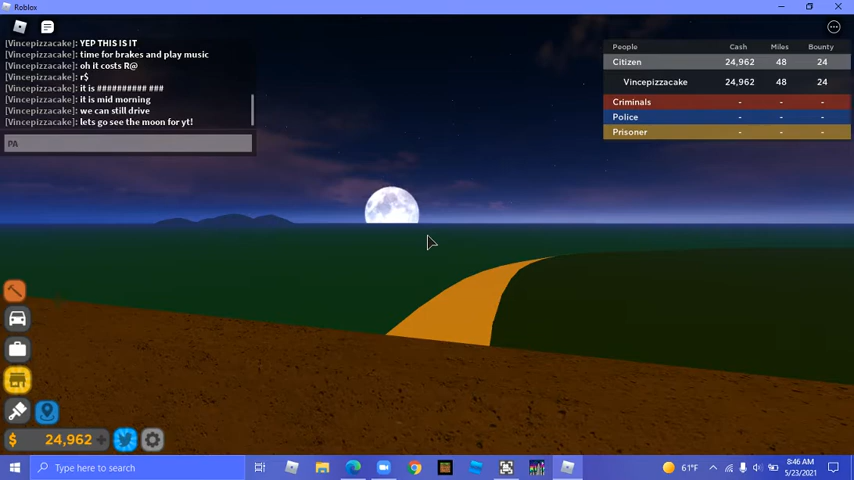 Roblox
[Vincepizzacake]: YEP THIS IS IT
[Vincepizzacake]: time for brakes and play music
[Vincepizzacake]: oh it costs R@
[Vincepizzacake]: r$
[Vincepizzacake]: it is ########## ###
[Vincepizzacake]: it is mid morning
[Vincepizzacake]: we can still drive
[Vincepizzacake]: lets go see the moon for yt!
PA
People Cash Miles Bounty
Citizen 24,962 48 24
Vincepizzacake 24,962 48 24
Criminals - - -
Police - - -
Prisoner - - -
$ 24,962 +
Type here to search
61°F
8:46 AM
5/23/2021